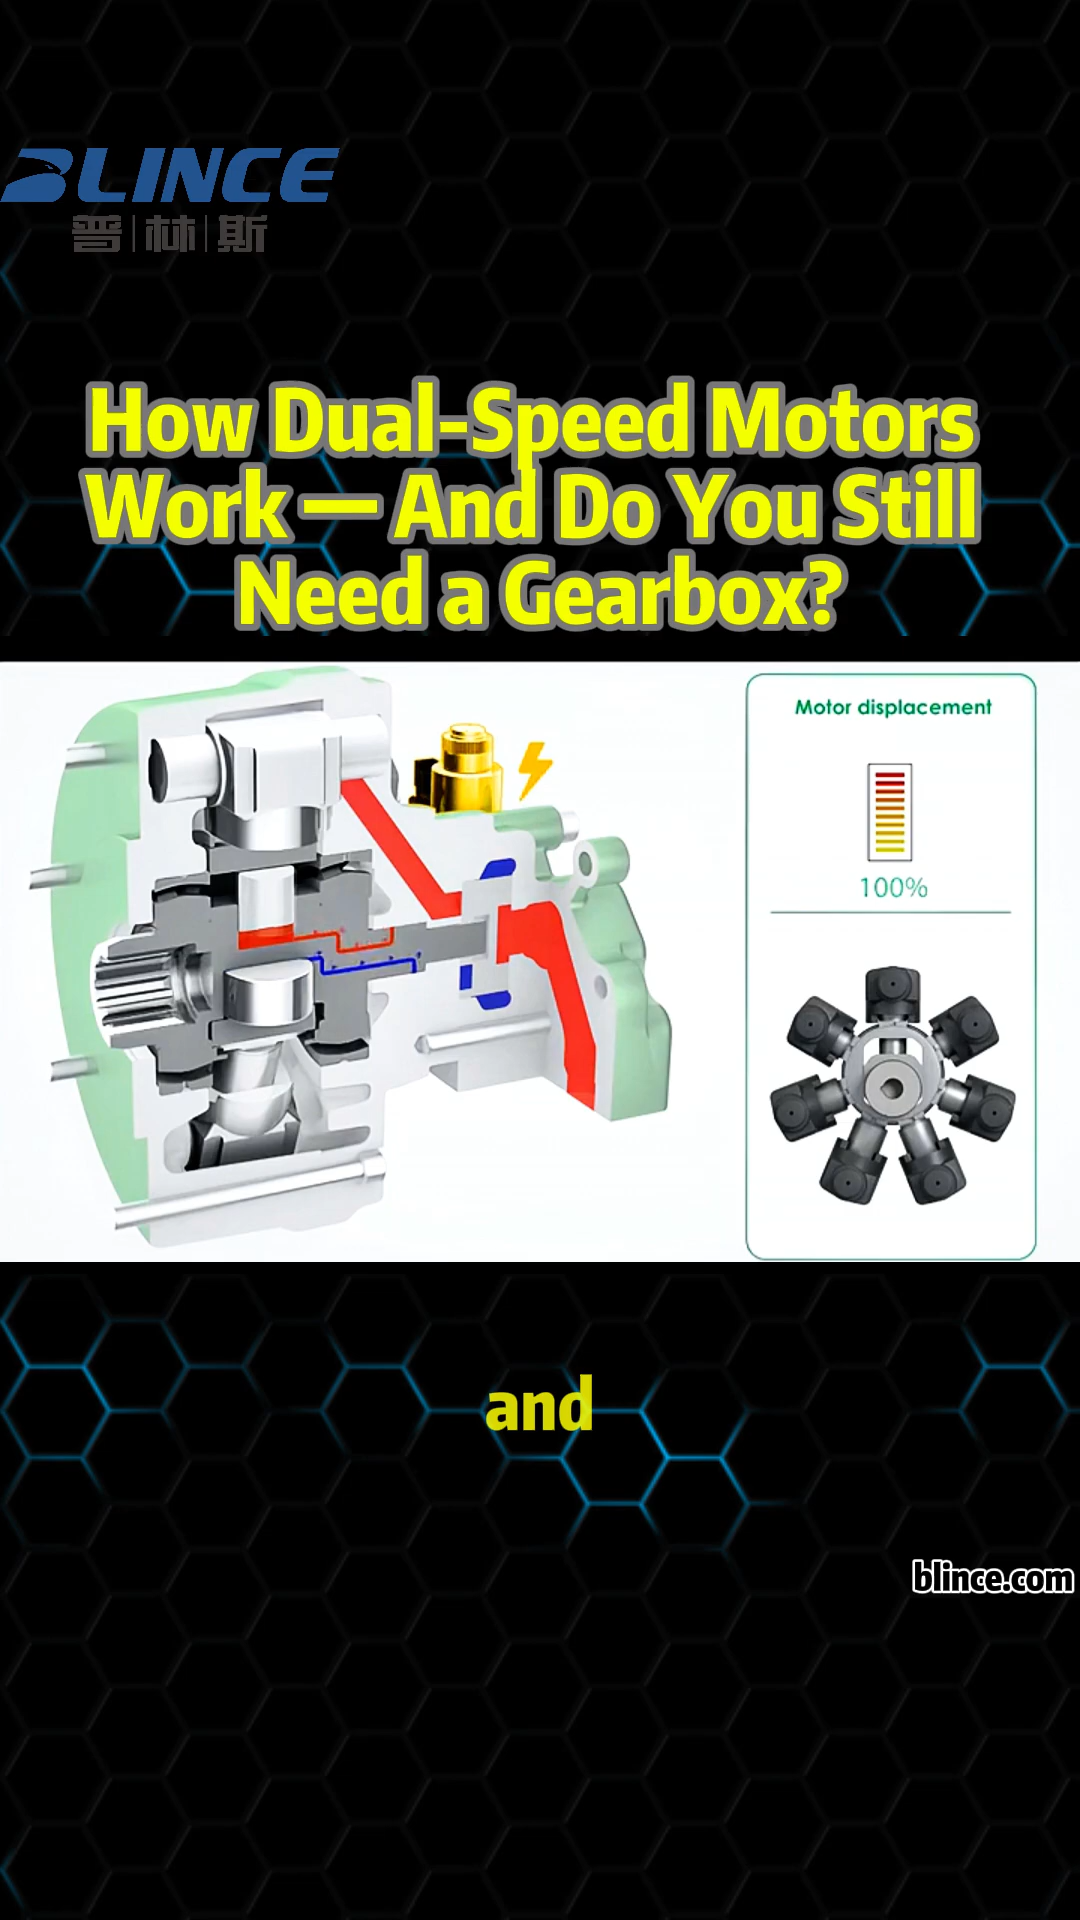 BLINCE
普|林|斯
How Dual-Speed Motors
Work — And Do You Still
Need a Gearbox?
Motor displacement
100%
and
blince.com